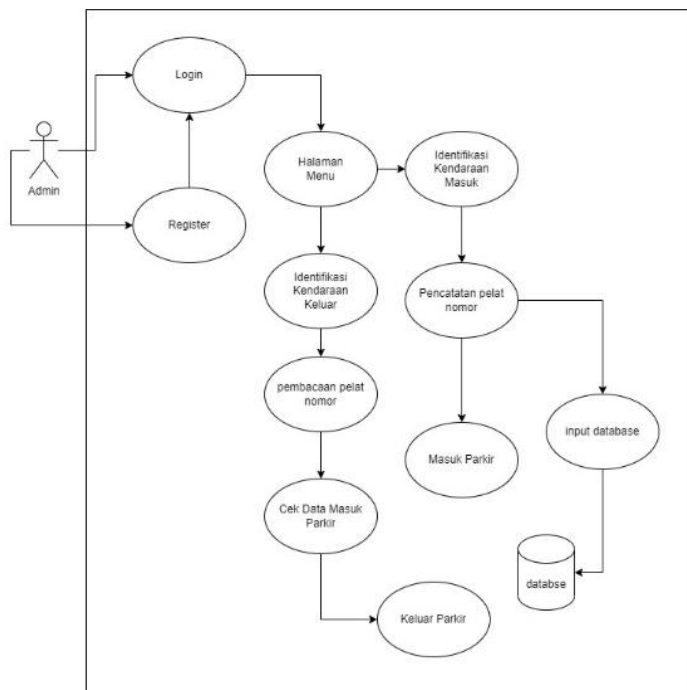 Login
Admin
Register
Halaman
Menu
Identifikasi
Kendaraan
Masuk
Identifikasi
Kendaraan
Keluar
Pencatatan pelat
nomor
pembacaan pelat
nomor
input database
Masuk Parkir
Cek Data Masuk
Parkir
databse
Keluar Parkir